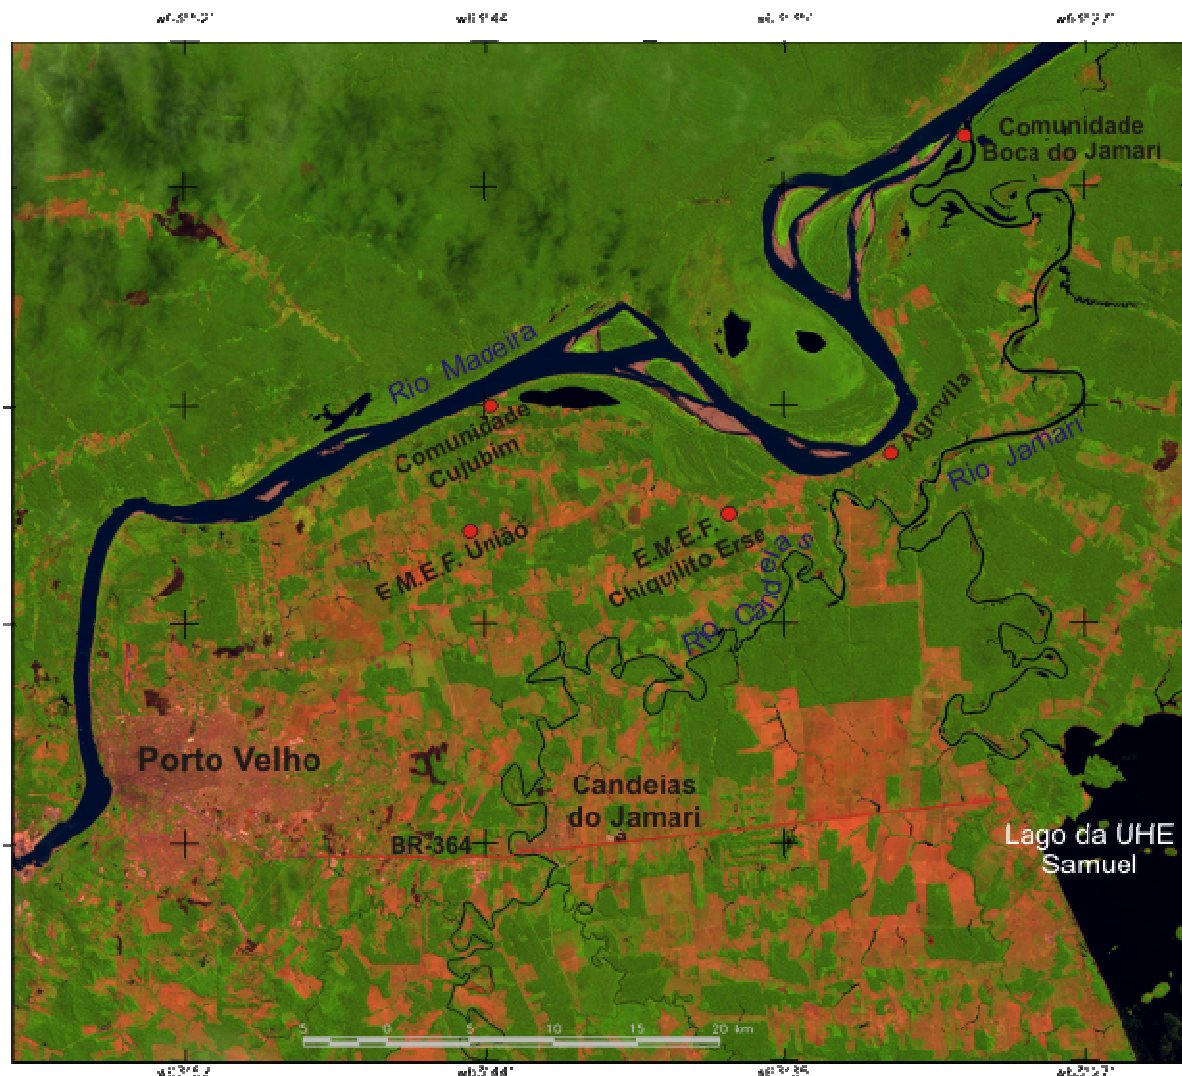 Comunidade
Boca do Jamari
Rio Madeira
Agrovila
Comunidade
Cujubim
Rio Jamari
E.M.E.F. União
E.M.E.F.
Chiquilito Erse
Rio Candeias
Porto Velho
Candeias
do Jamari
BR-364
Lago da UHE
Samuel
5 0 5 10 15 20 km